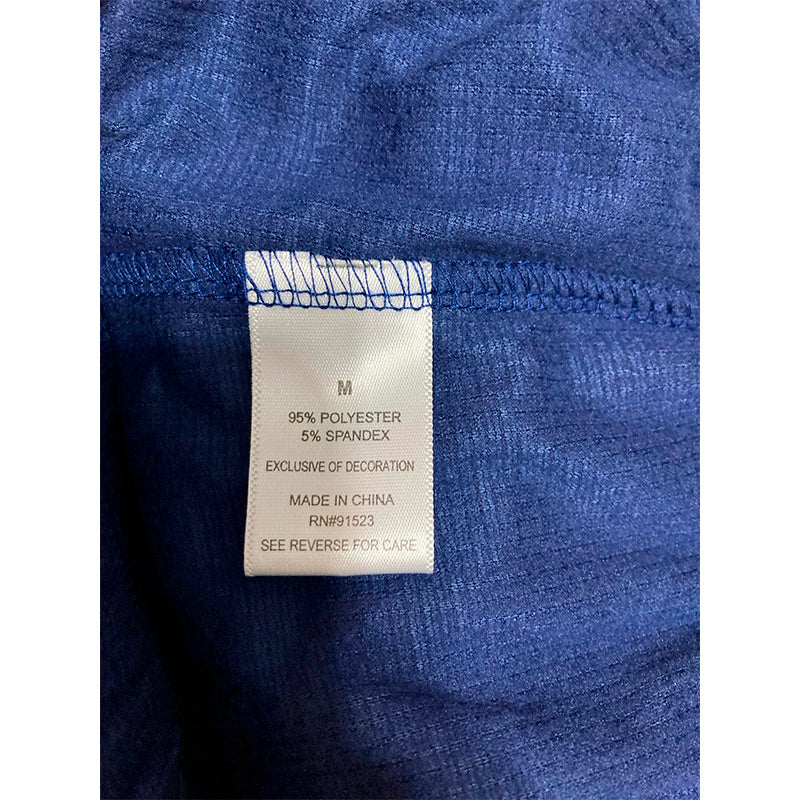 M
95% POLYESTER
5% SPANDEX
EXCLUSIVE OF DECORATION
MADE IN CHINA
RN#91523
SEE REVERSE FOR CARE